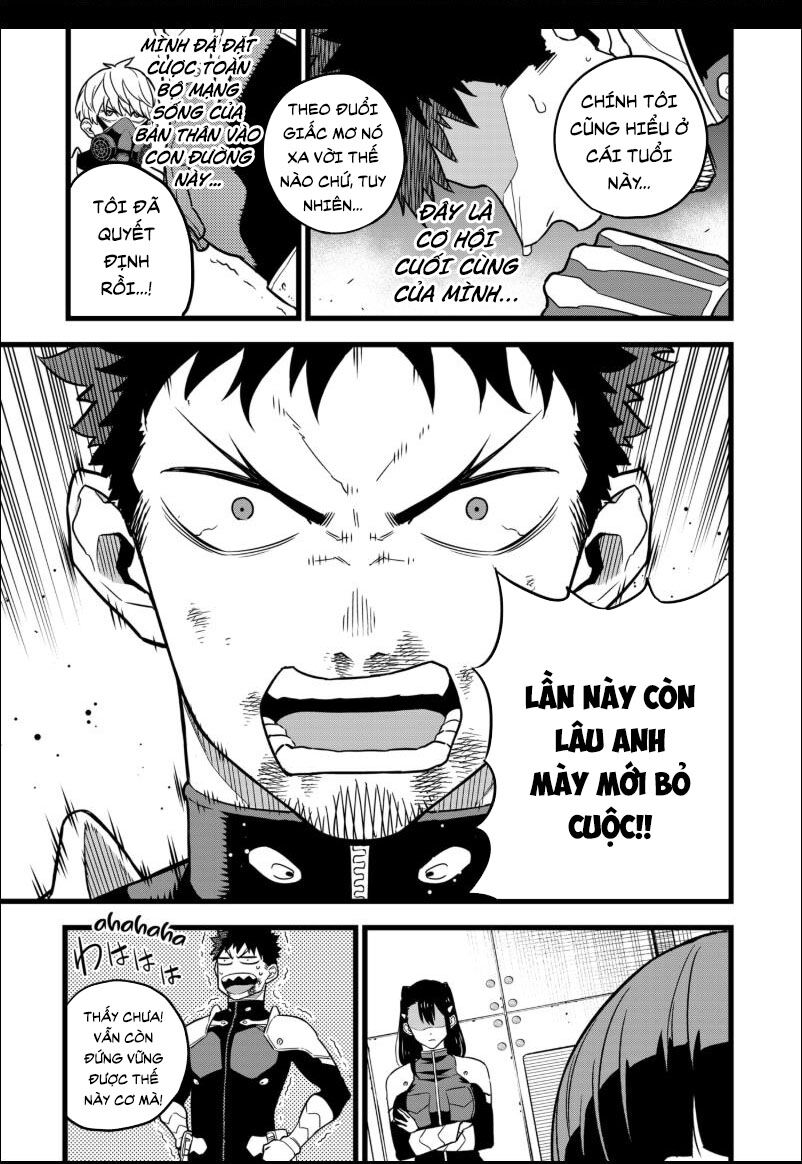 CHÍNH TÔI
CŨNG HIỂU Ở
CÁI TUỔI
NÀY...
ĐÂY LÀ
CƠ HỘI
CUỐI CÙNG
CỦA MÌNH...
THEO ĐUỔI
GIẤC MƠ NÓ
XA VỜI THẾ
NÀO CHỨ, TUY
NHIÊN...
MÌNH ĐÃ ĐẶT
CƯỢC TOÀN
BỘ MẠNG
SỐNG CỦA
BẢN THÂN VÀO
CON ĐƯỜNG
NÀY...
TÔI ĐÃ
QUYẾT
ĐỊNH
RỒI...!
LẦN NÀY CÒN
LÂU ANH
MÀY MỚI BỎ
CUỘC!!
ahahaha
わはははは
THẤY CHƯA!
VẪN CÒN
ĐỨNG VỮNG
ĐƯỢC THẾ
NÀY CƠ MÀ!